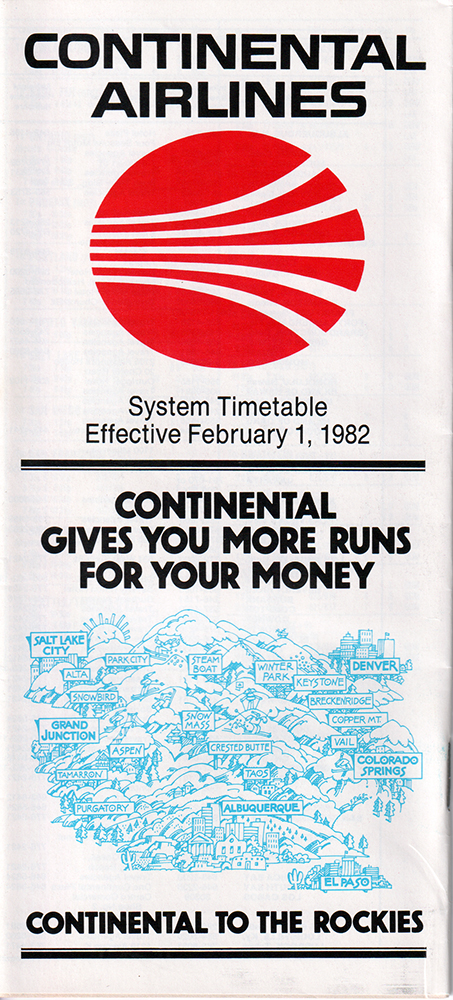 CONTINENTAL
AIRLINES
System Timetable
Effective February 1, 1982
CONTINENTAL
GIVES YOU MORE RUNS
FOR YOUR MONEY
SALT LAKE
CITY
ALTA
PARK CITY
STEAM
BOAT
WINTER
PARK
KEYSTONE
DENVER
SNOWBIRD
BRECKENRIDGE
GRAND
JUNCTION
SNOW
MASS
COPPER MT.
ASPEN
CRESTED BUTTE
VAIL
COLORADO
SPRINGS
TAMARRON
TAOS
PURGATORY
ALBUQUERQUE
EL PASO
CONTINENTAL TO THE ROCKIES